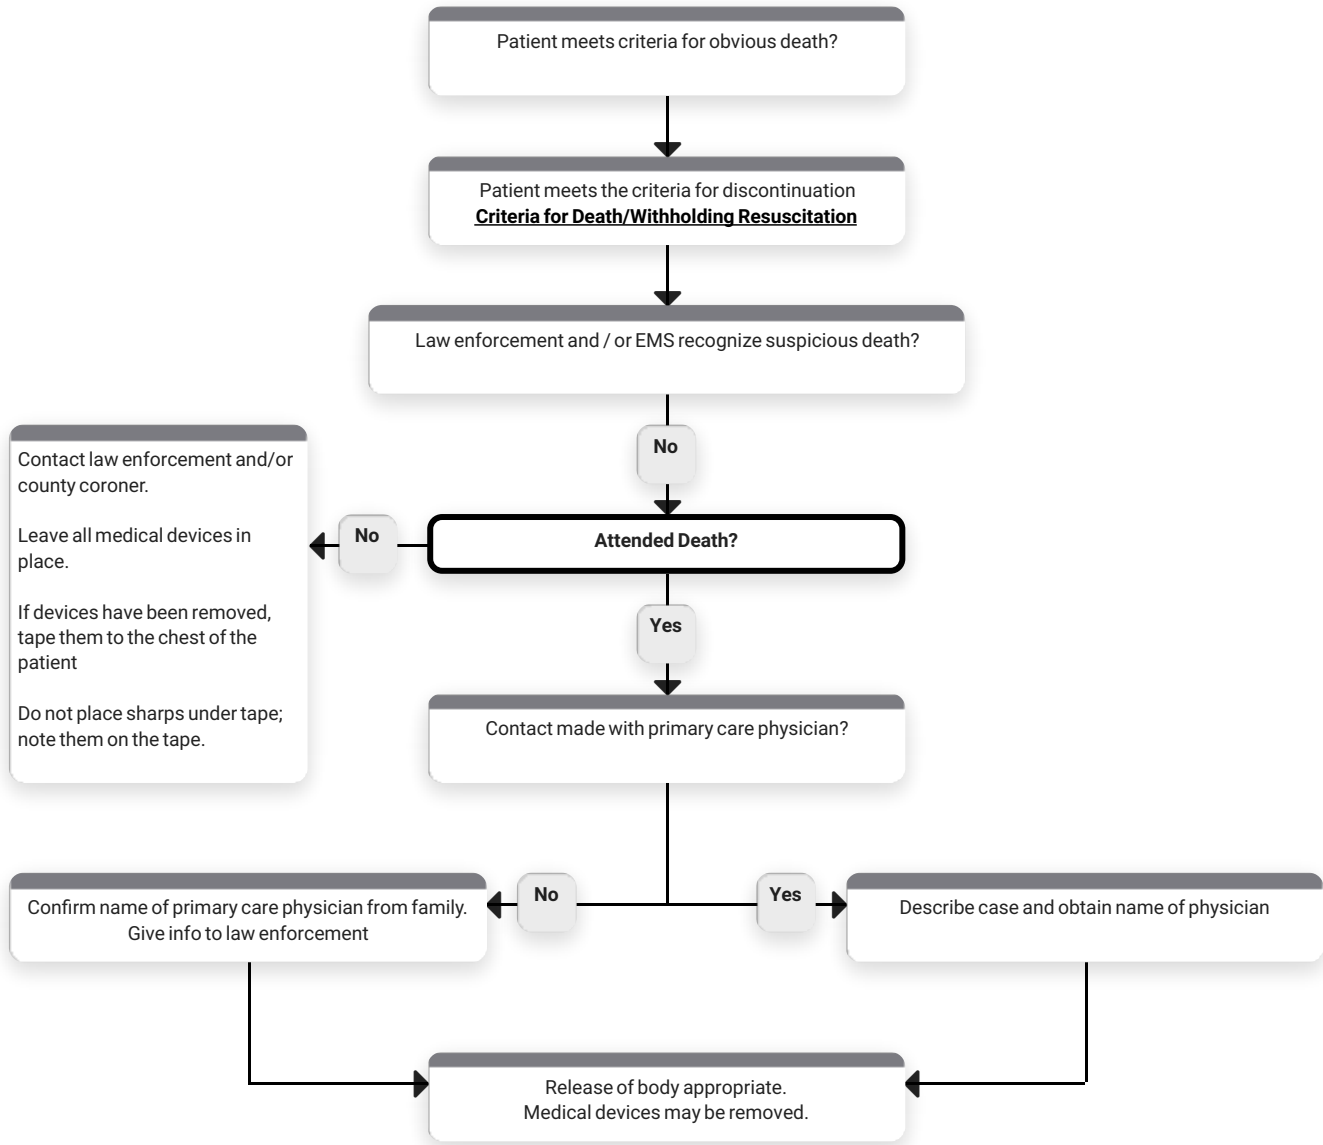 Patient meets criteria for obvious death?
Patient meets the criteria for discontinuation
Criteria for Death/Withholding Resuscitation
Law enforcement and / or EMS recognize suspicious death?
No
Contact law enforcement and/or
county coroner.
Leave all medical devices in
place.
If devices have been removed,
tape them to the chest of the
patient
Do not place sharps under tape;
note them on the tape.
No
Attended Death?
Yes
Contact made with primary care physician?
Confirm name of primary care physician from family.
Give info to law enforcement
No
Yes
Describe case and obtain name of physician
Release of body appropriate.
Medical devices may be removed.